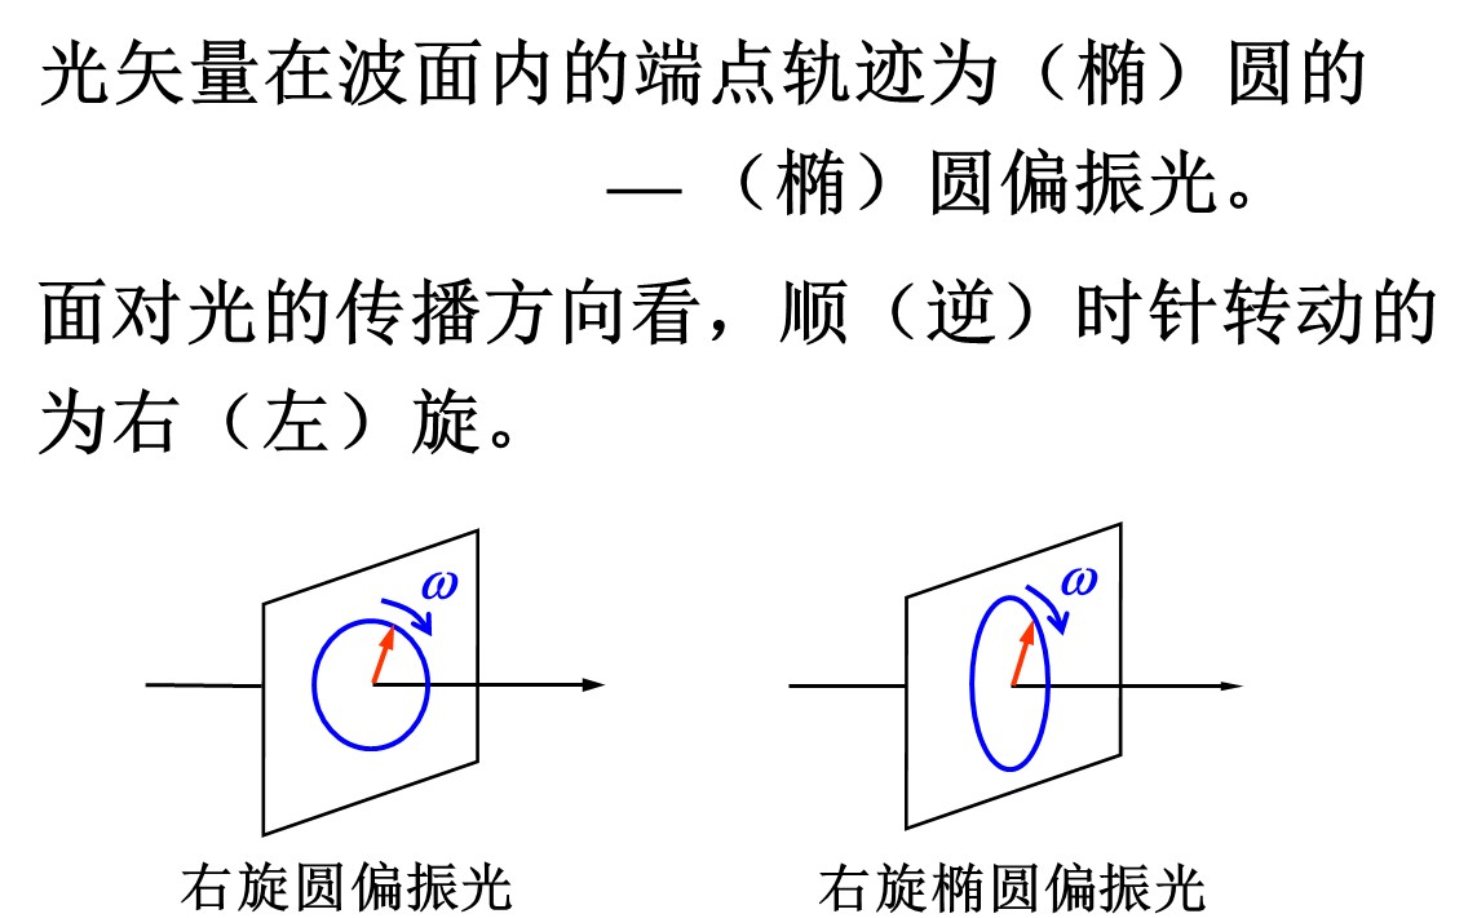 光矢量在波面内的端点轨迹为（椭）圆的
—（椭）圆偏振光。
面对光的传播方向看，顺（逆）时针转动的
为右（左）旋。
ω
ω
右旋圆偏振光
右旋椭圆偏振光